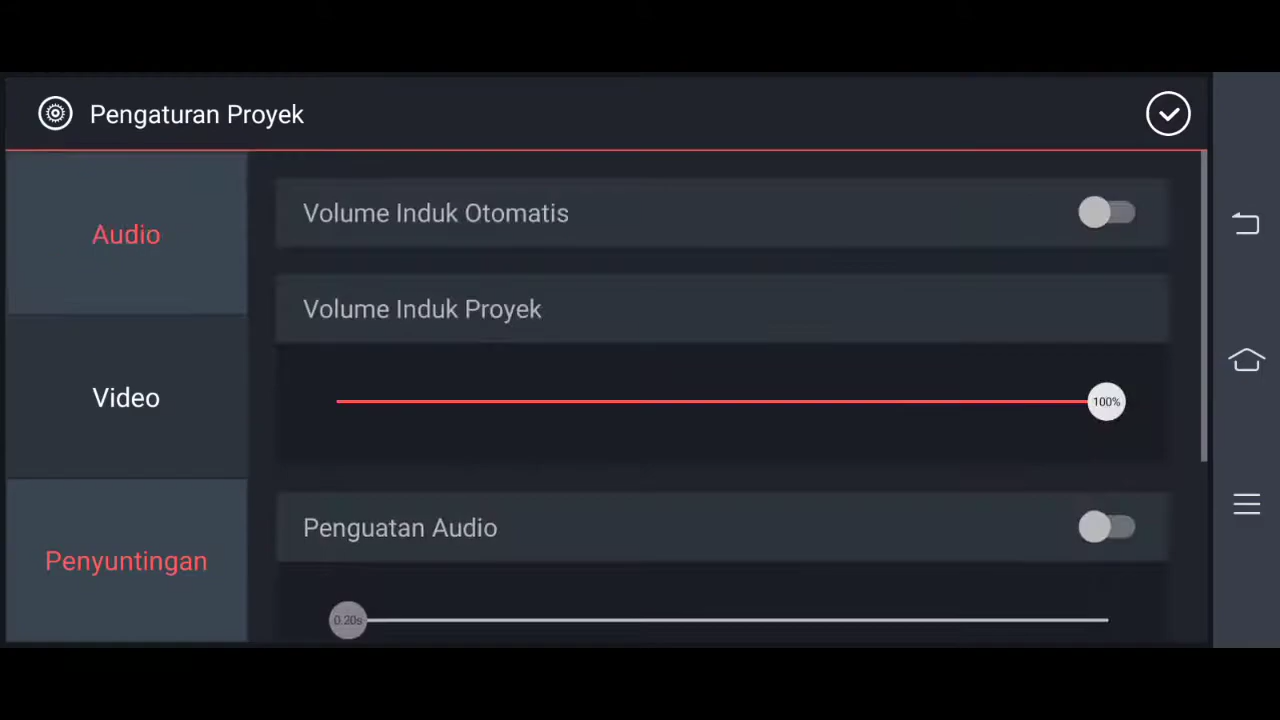 Pengaturan Proyek
Audio
Volume Induk Otomatis
Volume Induk Proyek
Video
100%
Penguatan Audio
Penyuntingan
0.20s